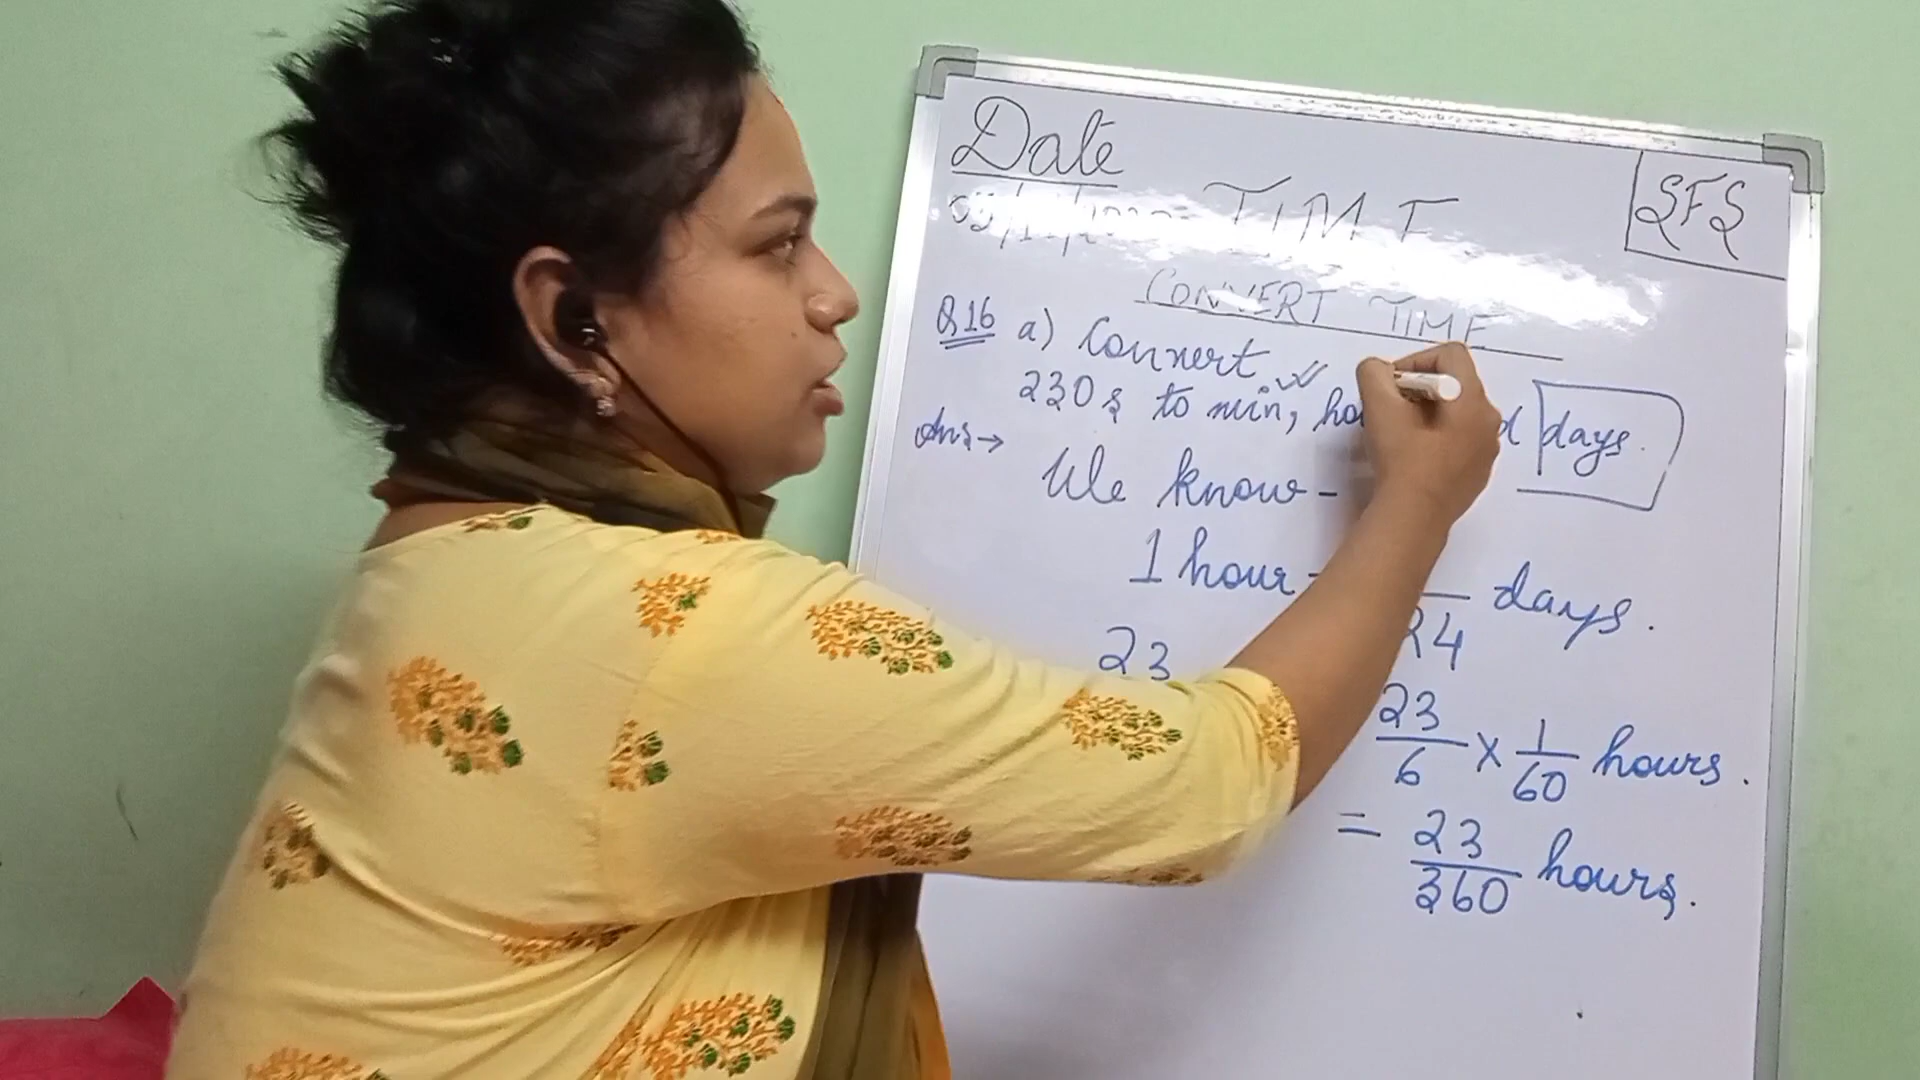 Date
SFS
TIME
CONVERT TIME
Q16 a) Convert
230s to min, days.
Ans →
We know -
1 hour - 24 days.
23
23/6 × 1/60 hours.
= 23/360 hours.